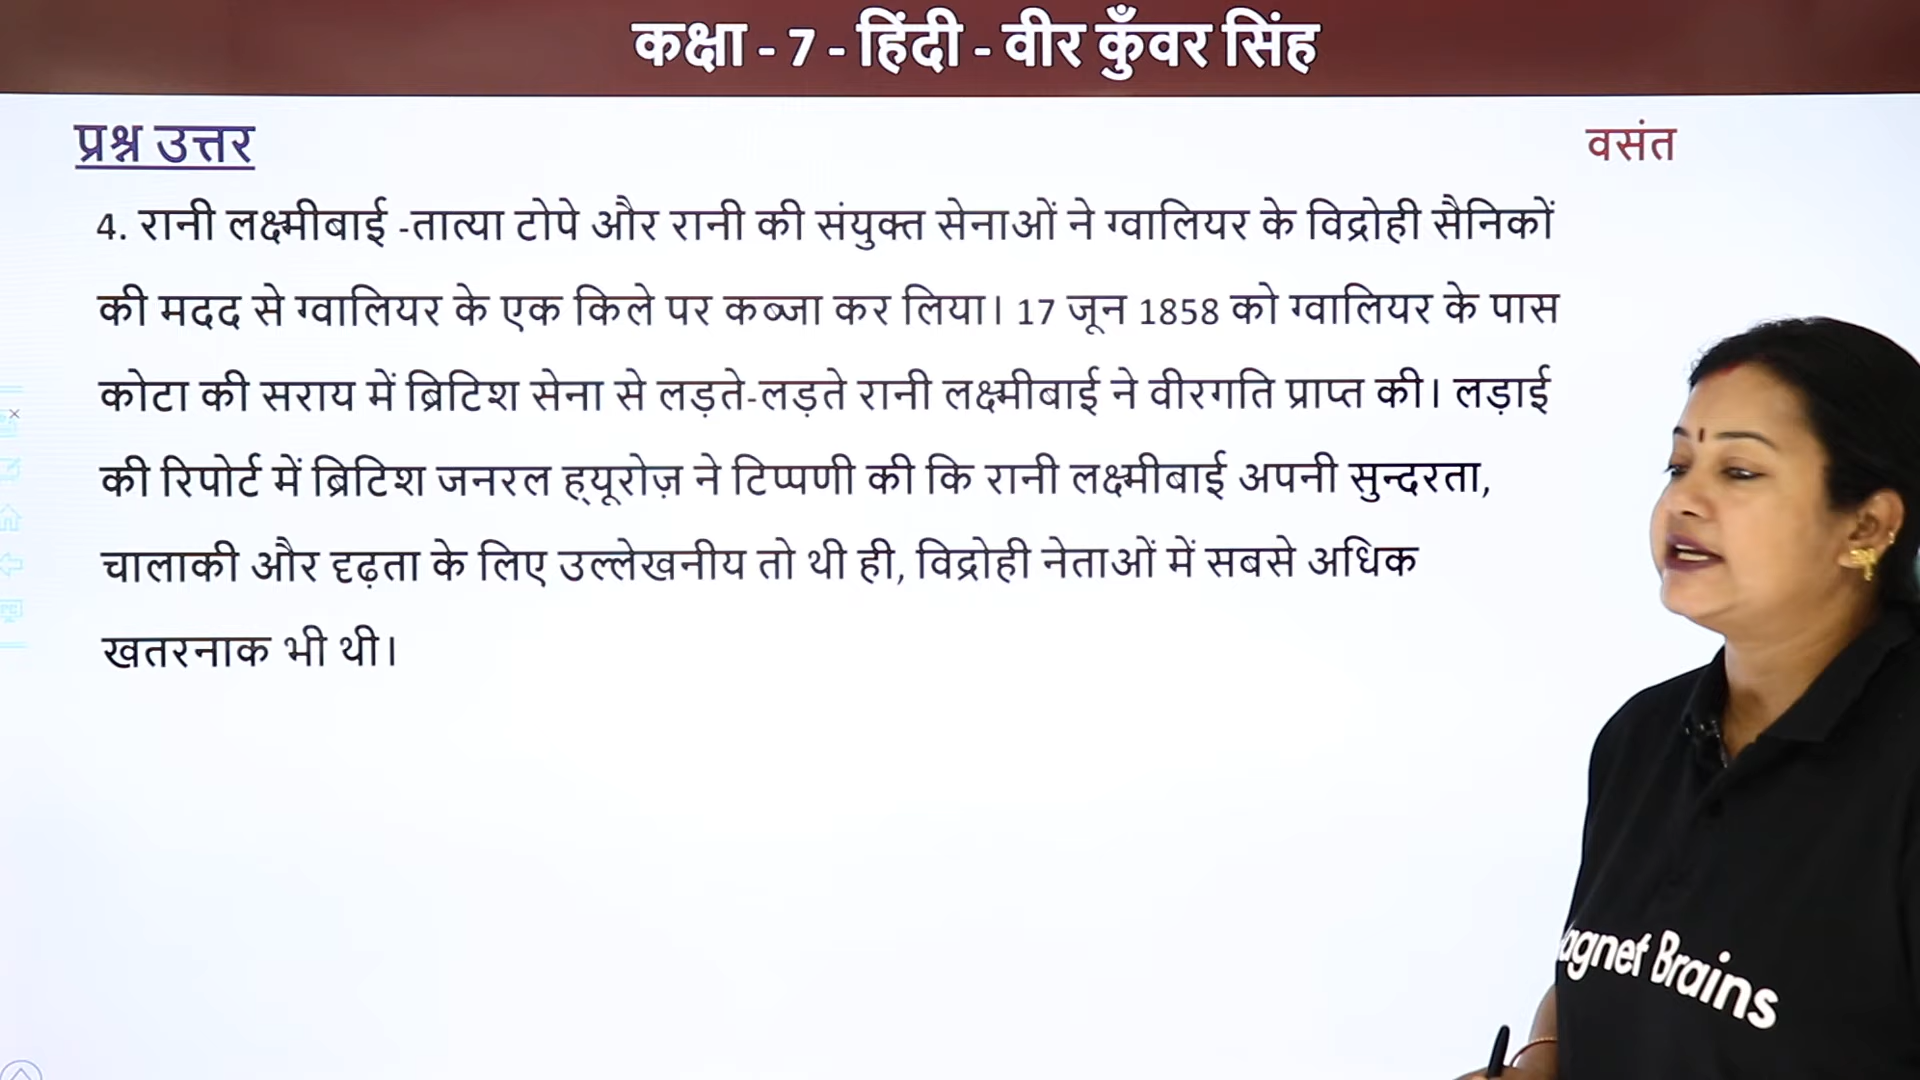 कक्षा - 7 - हिंदी - वीर कुँवर सिंह
प्रश्न उत्तर
वसंत
4. रानी लक्ष्मीबाई -तात्या टोपे और रानी की संयुक्त सेनाओं ने ग्वालियर के विद्रोही सैनिकों
की मदद से ग्वालियर के एक किले पर कब्जा कर लिया। 17 जून 1858 को ग्वालियर के पास
कोटा की सराय में ब्रिटिश सेना से लड़ते-लड़ते रानी लक्ष्मीबाई ने वीरगति प्राप्त की। लड़ाई
की रिपोर्ट में ब्रिटिश जनरल ह्यूरोज़ ने टिप्पणी की कि रानी लक्ष्मीबाई अपनी सुन्दरता,
चालाकी और दृढ़ता के लिए उल्लेखनीय तो थी ही, विद्रोही नेताओं में सबसे अधिक
खतरनाक भी थी।
agnet Brains